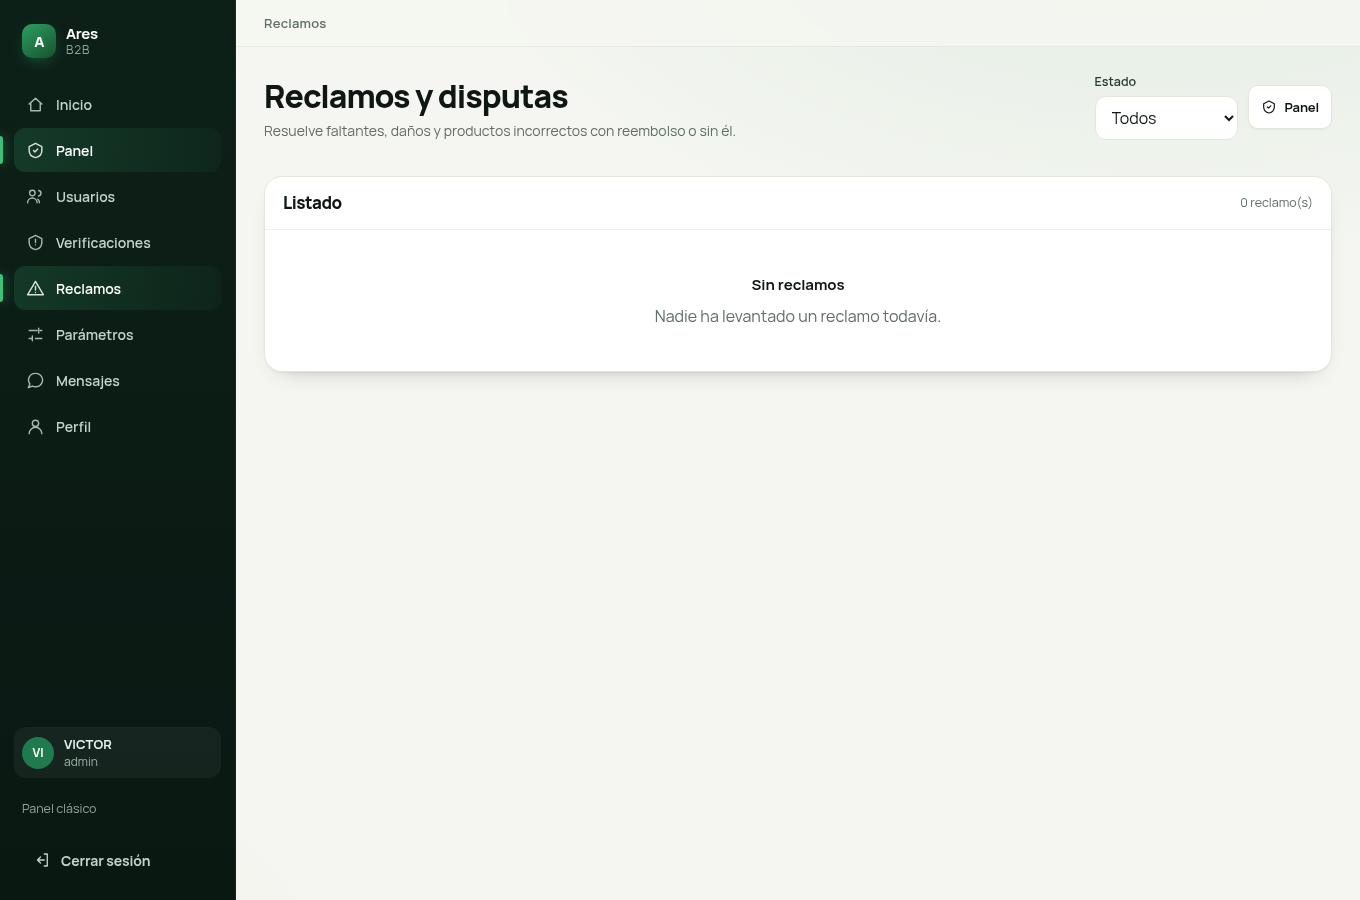 A
Ares
B2B
Inicio
Panel
Usuarios
Verificaciones
Reclamos
Parámetros
Mensajes
Perfil
VI
VICTOR
admin
Panel clásico
Cerrar sesión
Reclamos
Reclamos y disputas
Resuelve faltantes, daños y productos incorrectos con reembolso o sin él.
Estado
Todos
Panel
Listado
0 reclamo(s)
Sin reclamos
Nadie ha levantado un reclamo todavía.